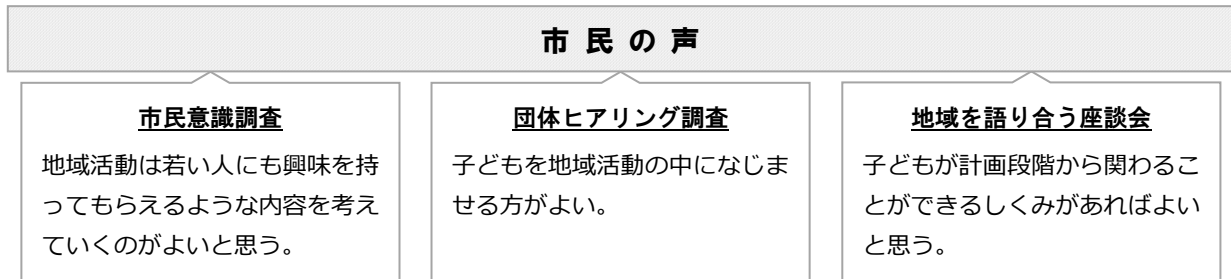 市 民 の 声
市民意識調査
地域活動は若い人にも興味を持
ってもらえるような内容を考え
ていくのがよいと思う。
団体ヒアリング調査
子どもを地域活動の中になじま
せる方がよい。
地域を語り合う座談会
子どもが計画段階から関わるこ
とができるしくみがあればよい
と思う。